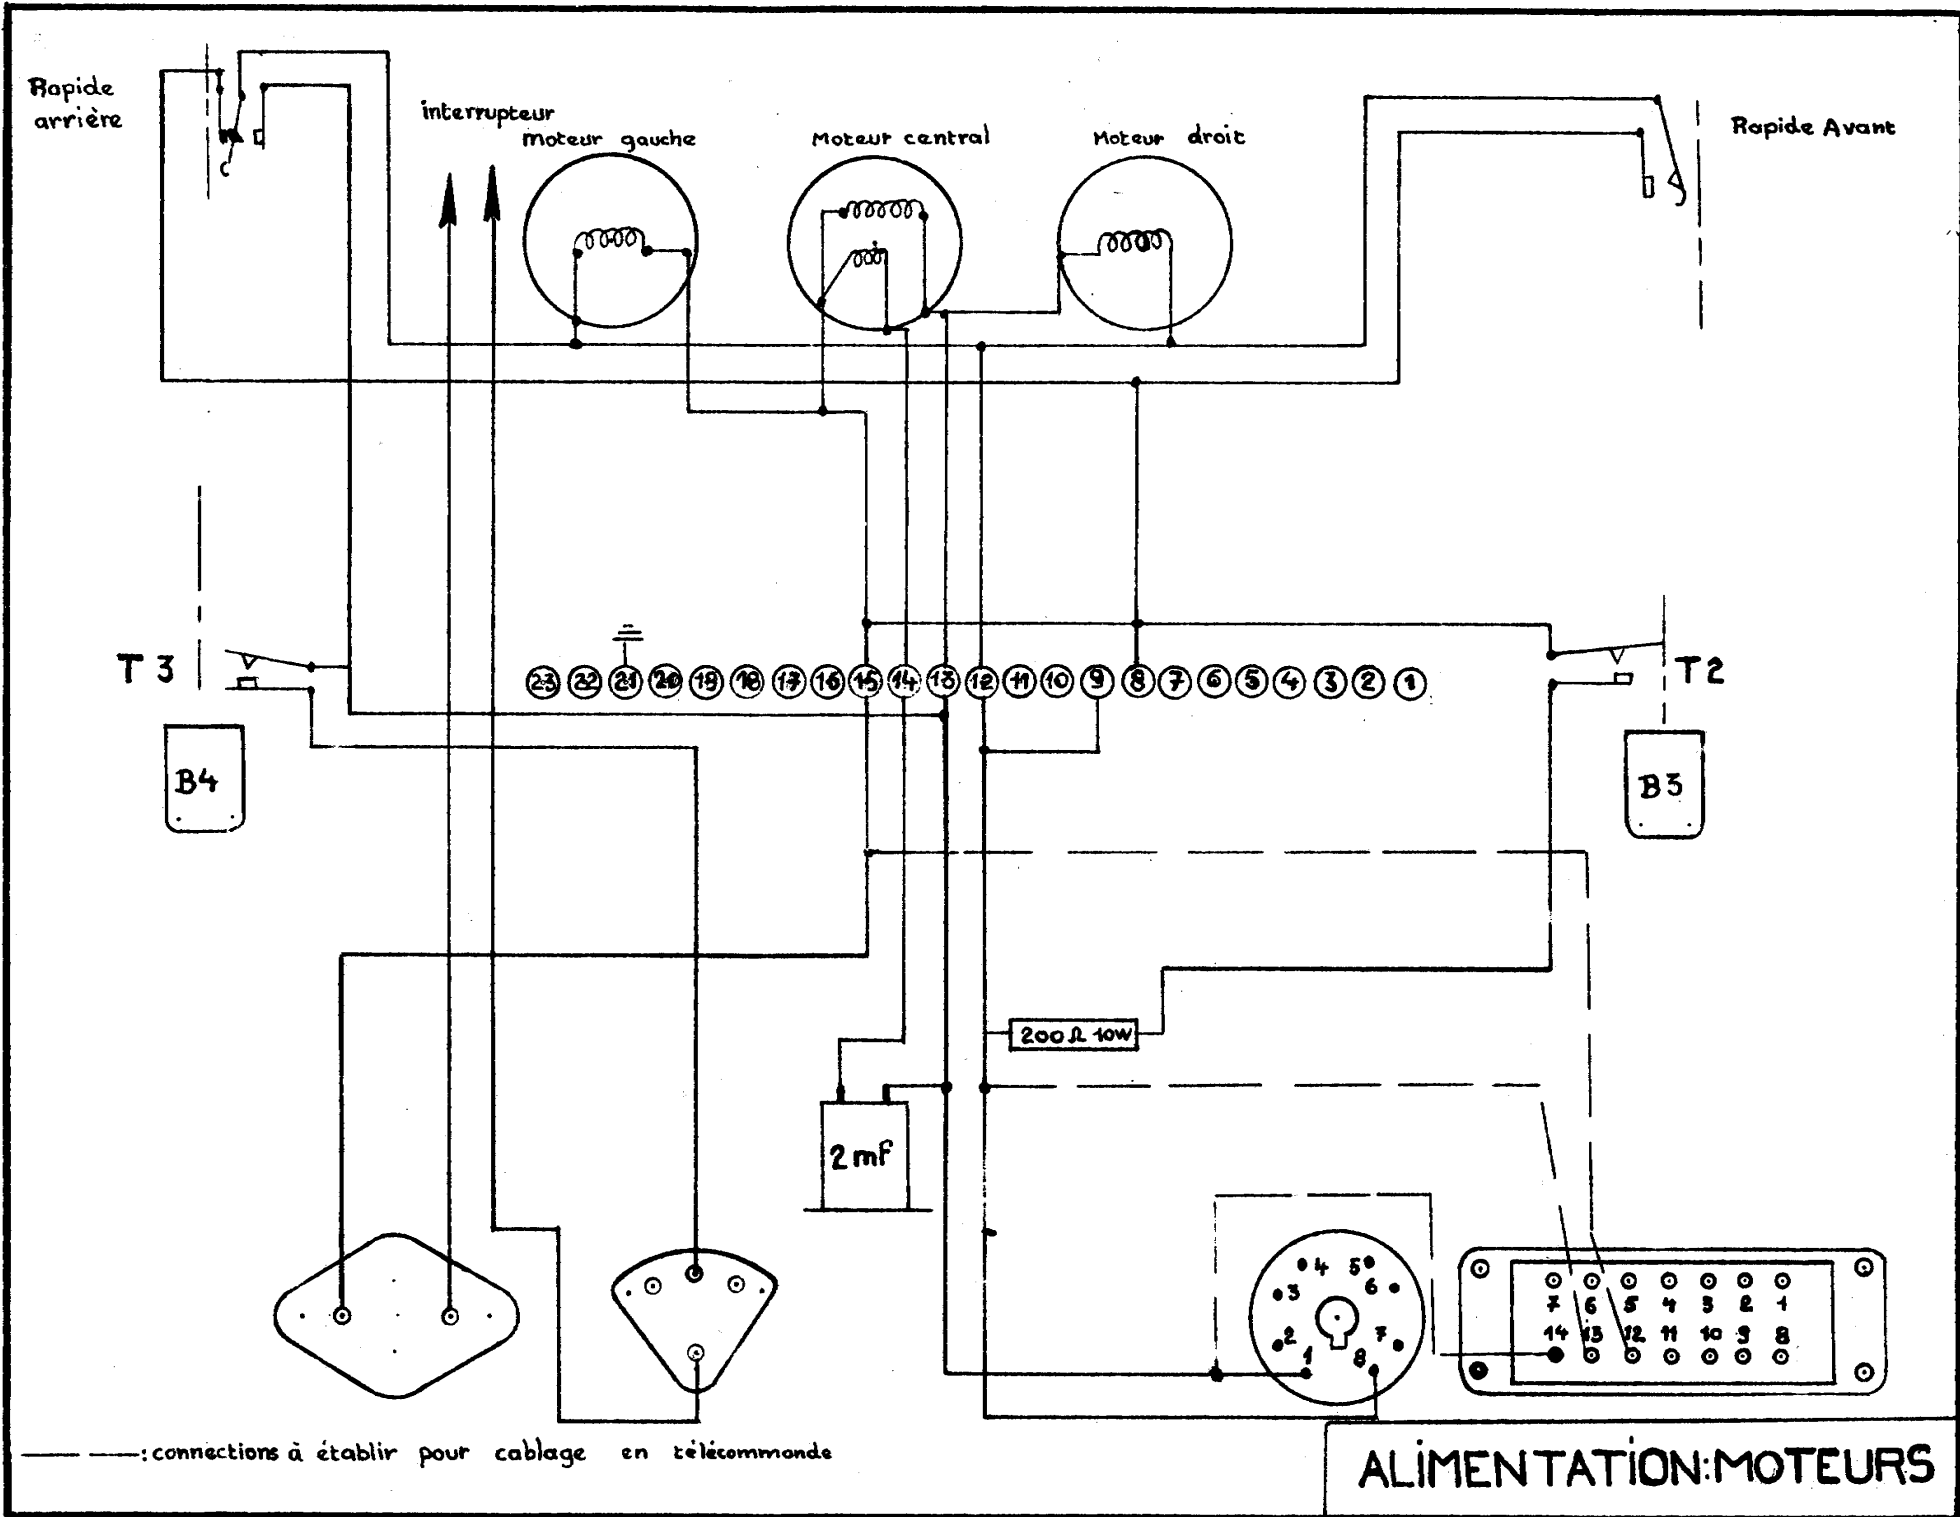 Rapide
arrière
interrupteur
moteur gauche
Moteur central
Moteur droit
Rapide Avant
T 3
23 22 21 20 19 18 17 16 15 14 13 12 11 10 9 8 7 6 5 4 3 2 1
T 2
B4
B3
200Ω 10W
2 mF
4 5
3 6
2 7
1 8
7 6 5 4 3 2 1
14 13 12 11 10 9 8
: connections à établir pour cablage en télécommande
ALiMENTATiON:MOTEURS